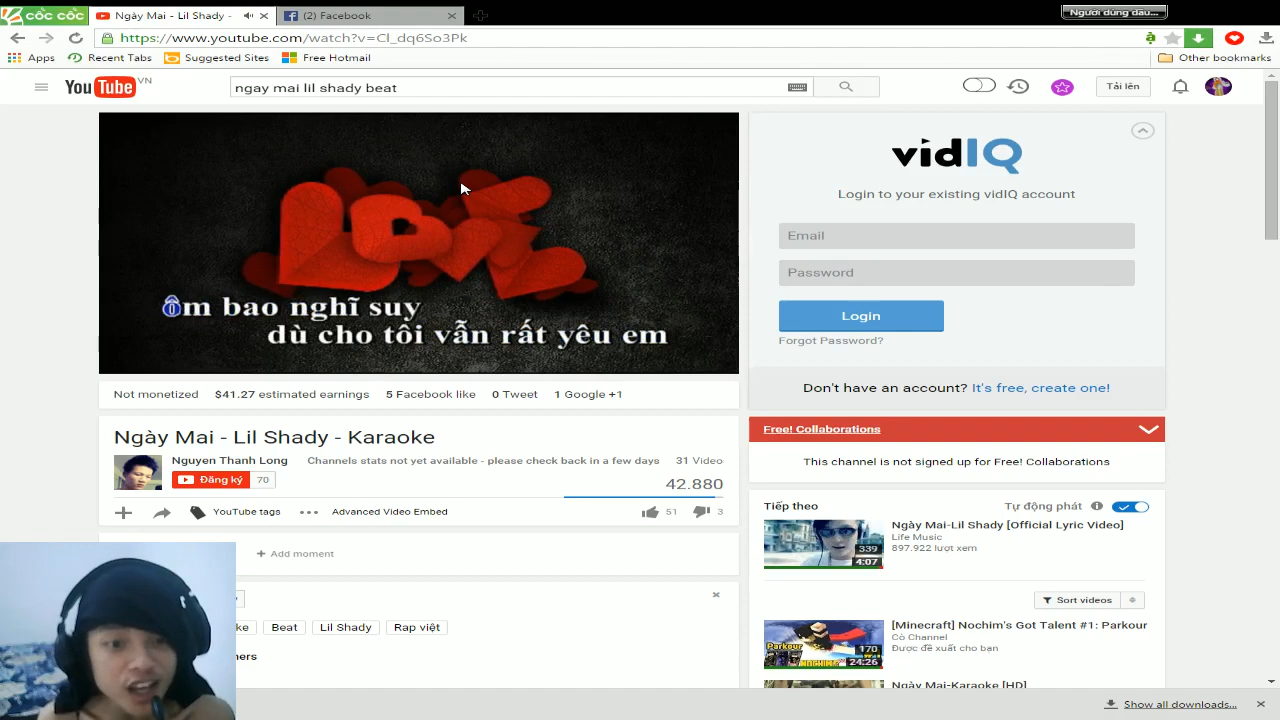 cốc cốc
Ngày Mai - Lil Shady -
(2) Facebook
Người dùng đầu...
https://www.youtube.com/watch?v=Cl_dq6So3Pk
Apps
Recent Tabs
Suggested Sites
Free Hotmail
Other bookmarks
YouTube VN
ngay mai lil shady beat
Tải lên
Ôm bao nghĩ suy
dù cho tôi vẫn rất yêu em
Not monetized $41.27 estimated earnings 5 Facebook like 0 Tweet 1 Google +1
Ngày Mai - Lil Shady - Karaoke
Nguyen Thanh Long Channels stats not yet available - please check back in a few days 31 Video
Đăng ký 70
42.880
YouTube tags
Advanced Video Embed
51
3
Add moment
ke
Beat
Lil Shady
Rap việt
ners
vidIQ
Login to your existing vidIQ account
Email
Password
Login
Forgot Password?
Don't have an account? It's free, create one!
Free! Collaborations
This channel is not signed up for Free! Collaborations
Tiếp theo
Tự động phát
Ngày Mai-Lil Shady [Official Lyric Video]
Life Music
897.922 lượt xem
339
4:07
Sort videos
[Minecraft] Nochim's Got Talent #1: Parkour
Cò Channel
Được đề xuất cho bạn
Parkour
170
24:26
Ngày Mai-Karaoke [HD]
Show all downloads...